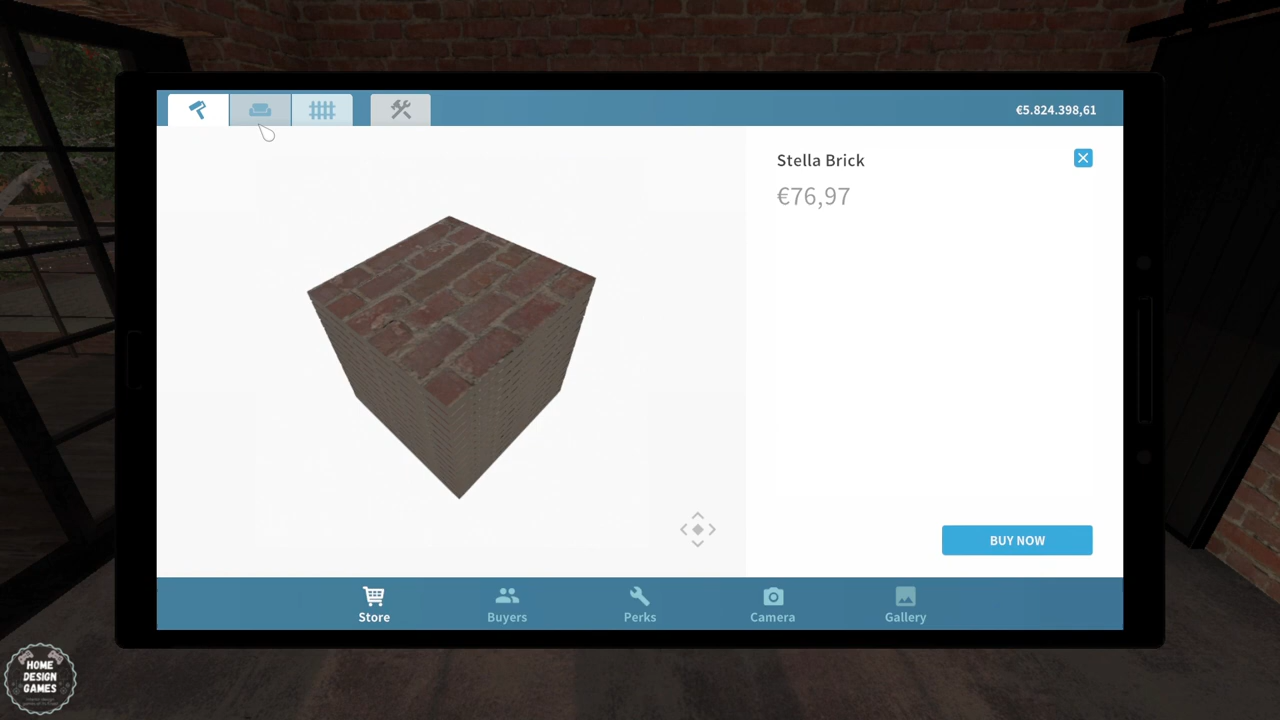 €5.824.398,61
Stella Brick
€76,97
BUY NOW
Store
Buyers
Perks
Camera
Gallery
HOME
DESIGN
GAMES